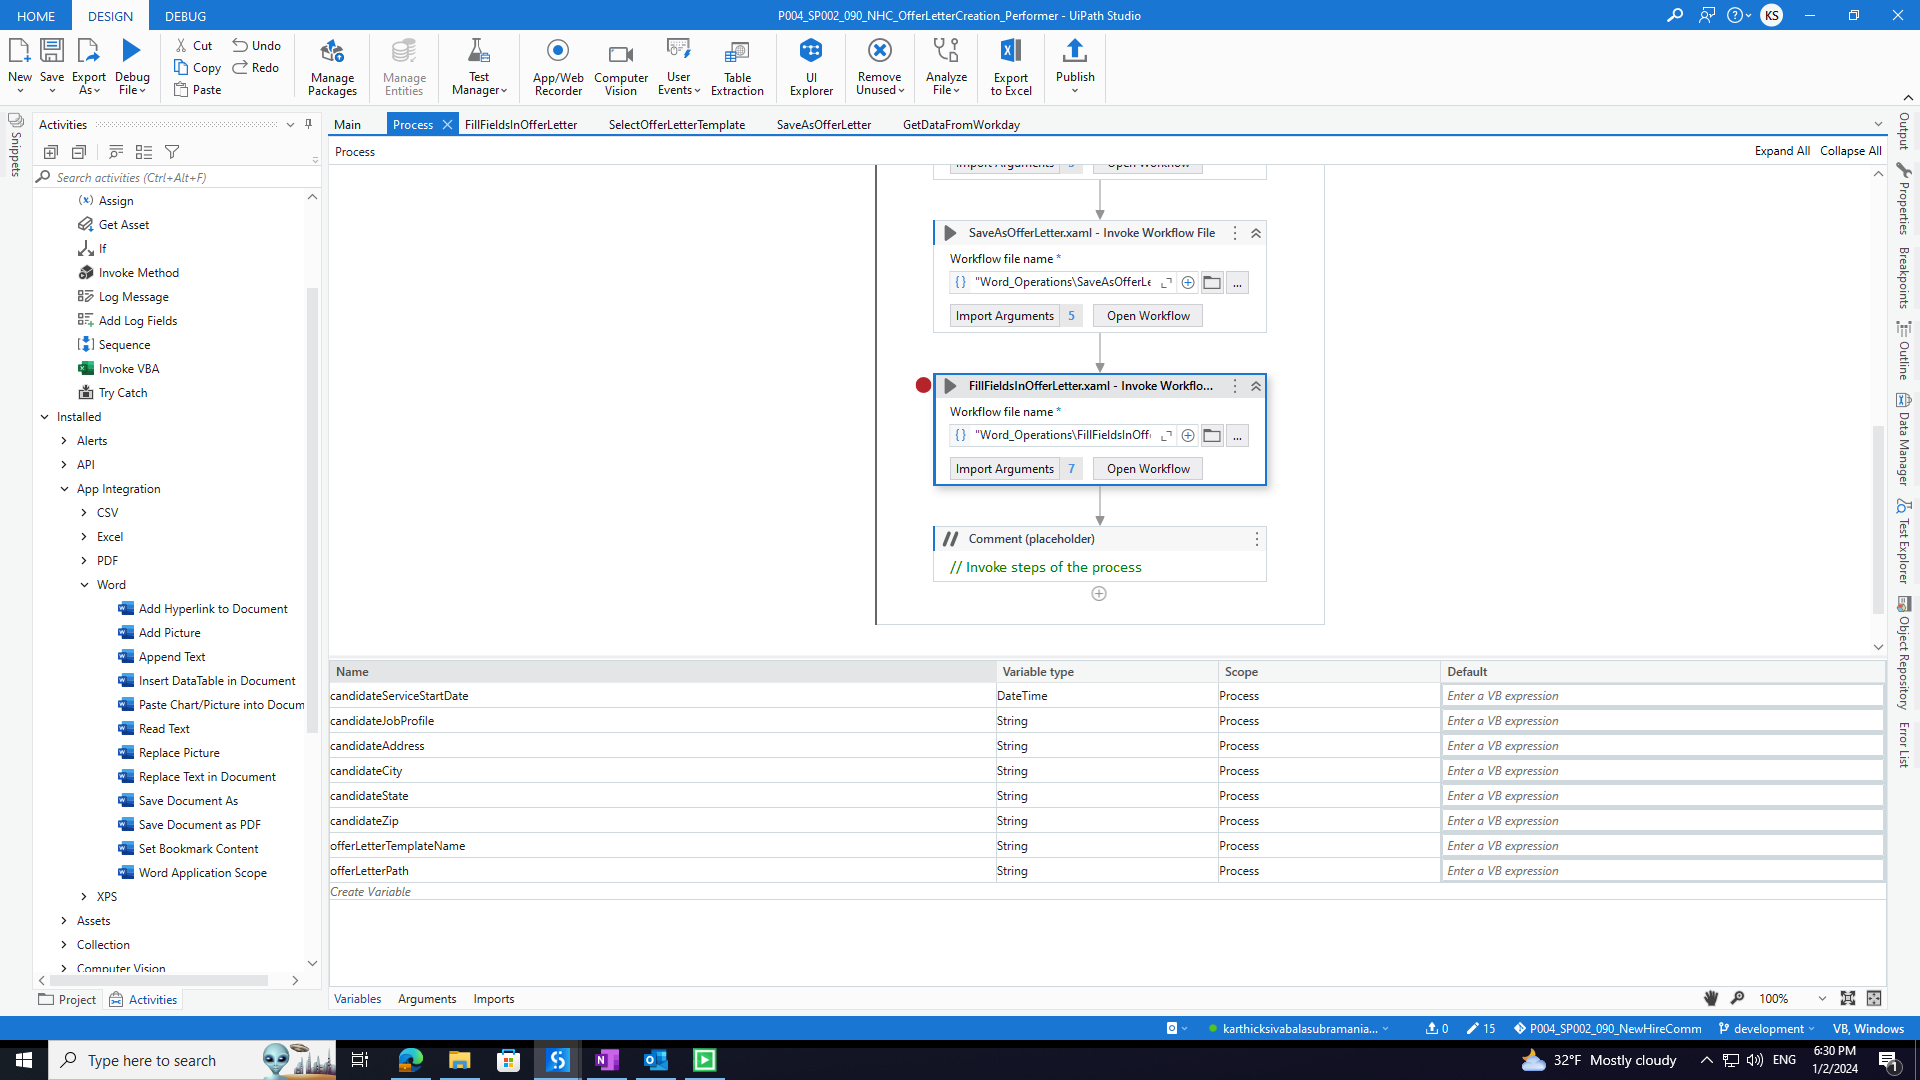 HOME
DESIGN
DEBUG
P004_SP002_090_NHC_OfferLetterCreation_Performer - UiPath Studio
KS
New
Save
Export As
Debug File
Cut
Copy
Paste
Undo
Redo
Manage Packages
Manage Entities
Test Manager
App/Web Recorder
Computer Vision
User Events
Table Extraction
UI Explorer
Remove Unused
Analyze File
Export to Excel
Publish
Snippets
Activities
Search activities (Ctrl+Alt+F)
Assign
Get Asset
If
Invoke Method
Log Message
Add Log Fields
Sequence
Invoke VBA
Try Catch
Installed
Alerts
API
App Integration
CSV
Excel
PDF
Word
Add Hyperlink to Document
Add Picture
Append Text
Insert DataTable in Document
Paste Chart/Picture into Docum
Read Text
Replace Picture
Replace Text in Document
Save Document As
Save Document as PDF
Set Bookmark Content
Word Application Scope
XPS
Assets
Collection
Computer Vision
Project
Activities
Main
Process
FillFieldsInOfferLetter
SelectOfferLetterTemplate
SaveAsOfferLetter
GetDataFromWorkday
Process
Expand All
Collapse All
Import Arguments
Open Workflow
SaveAsOfferLetter.xaml - Invoke Workflow File
Workflow file name *
"Word_Operations\SaveAsOfferLe
...
Import Arguments 5
Open Workflow
FillFieldsInOfferLetter.xaml - Invoke Workflo...
Workflow file name *
"Word_Operations\FillFieldsInOff
...
Import Arguments 7
Open Workflow
// Comment (placeholder)
// Invoke steps of the process
Name Variable type Scope Default
candidateServiceStartDate DateTime Process Enter a VB expression
candidateJobProfile String Process Enter a VB expression
candidateAddress String Process Enter a VB expression
candidateCity String Process Enter a VB expression
candidateState String Process Enter a VB expression
candidateZip String Process Enter a VB expression
offerLetterTemplateName String Process Enter a VB expression
offerLetterPath String Process Enter a VB expression
Create Variable
Variables
Arguments
Imports
100%
Output
Properties
Breakpoints
Outline
Data Manager
Test Explorer
Object Repository
Error List
karthicksivabalasubramania...
0
15
P004_SP002_090_NewHireComm
development
VB, Windows
Type here to search
32°F Mostly cloudy
ENG
6:30 PM
1/2/2024
1